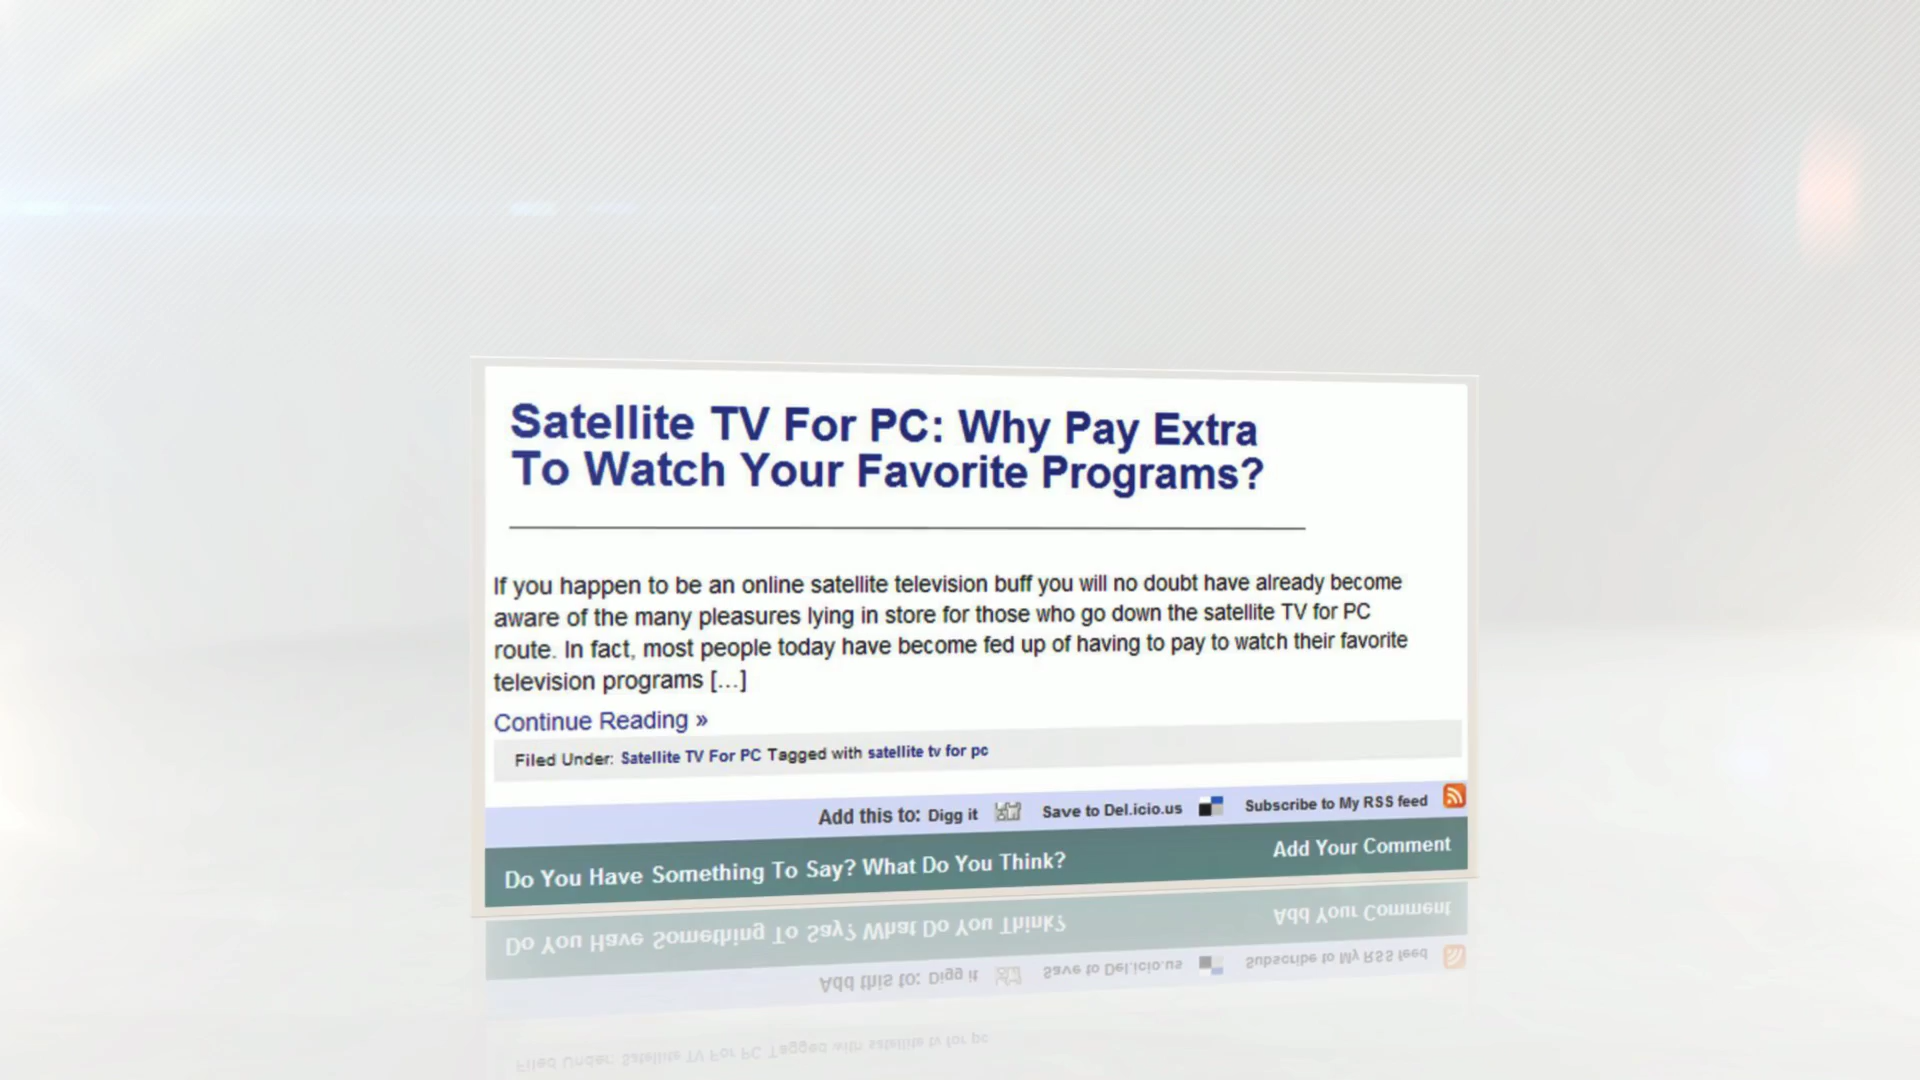 Satellite TV For PC: Why Pay Extra
To Watch Your Favorite Programs?
If you happen to be an online satellite television buff you will no doubt have already become
aware of the many pleasures lying in store for those who go down the satellite TV for PC
route. In fact, most people today have become fed up of having to pay to watch their favorite
television programs [...]
Continue Reading »
Filed Under: Satellite TV For PC Tagged with satellite tv for pc
Add this to: Digg it Save to Del.icio.us Subscribe to My RSS feed
Do You Have Something To Say? What Do You Think? Add Your Comment